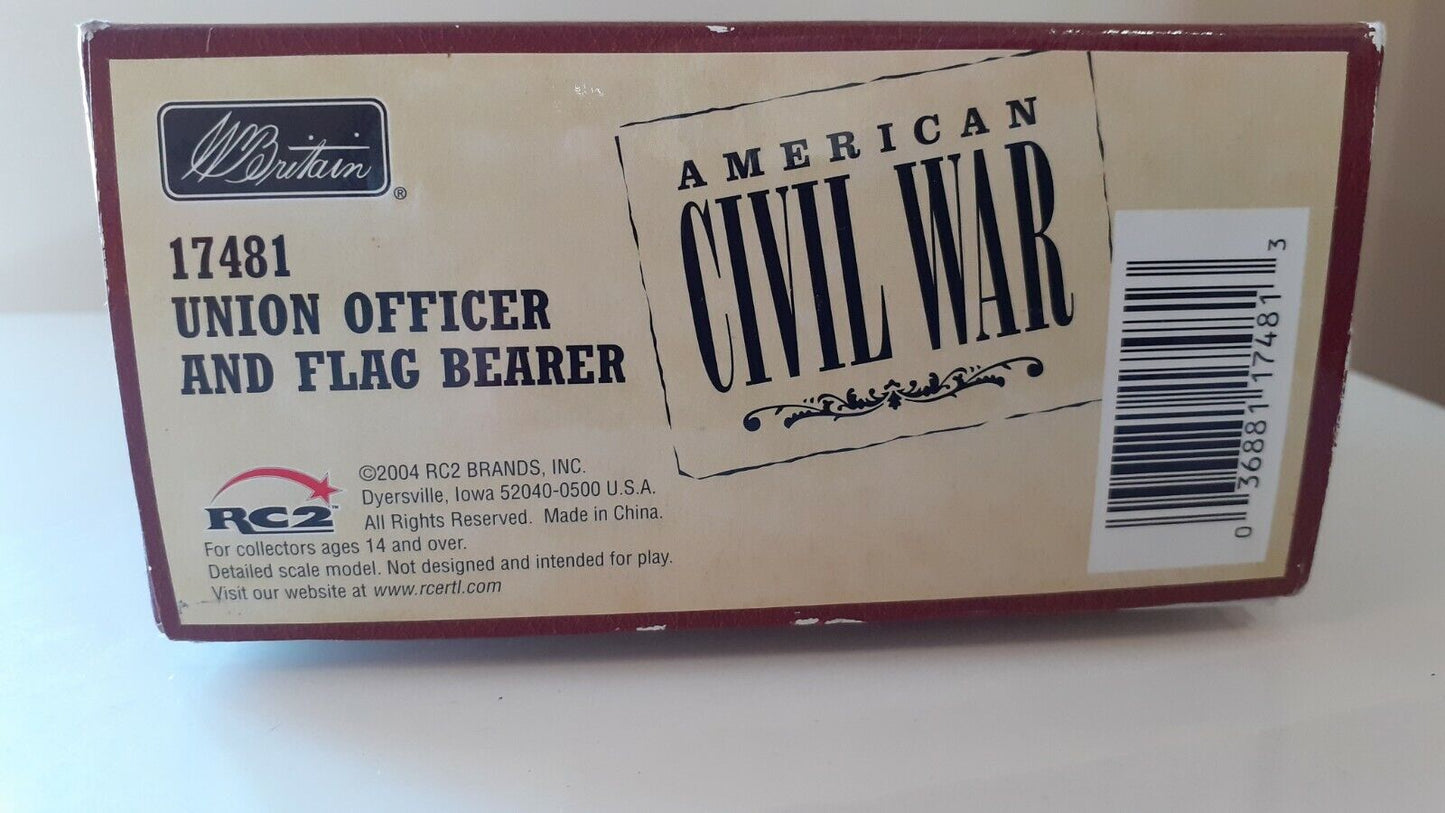 W Britain ®
17481
UNION OFFICER
AND FLAG BEARER
AMERICAN
CIVIL WAR
RC2™
©2004 RC2 BRANDS, INC.
Dyersville, Iowa 52040-0500 U.S.A.
All Rights Reserved. Made in China.
For collectors ages 14 and over.
Detailed scale model. Not designed and intended for play.
Visit our website at www.rcertl.com
0 36881 17481 3